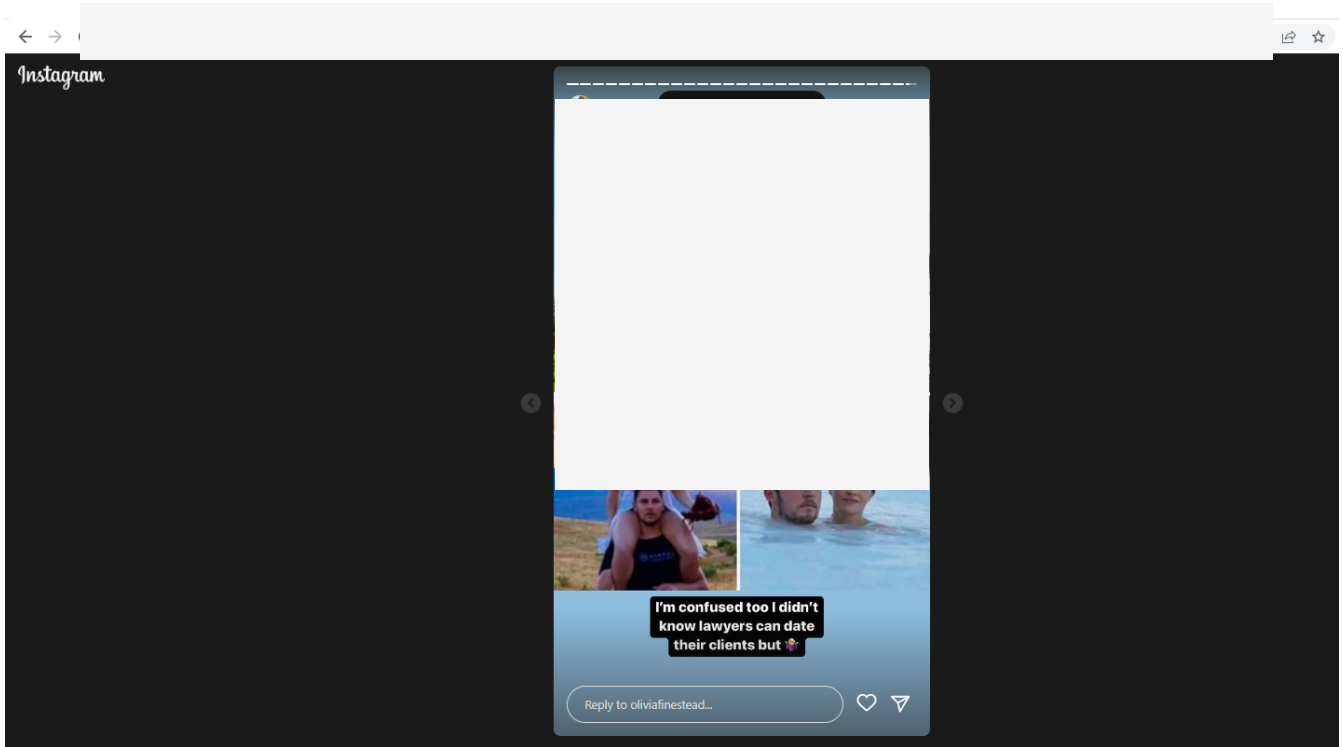 Instagram
I'm confused too I didn't
know lawyers can date
their clients but 🤷🏼‍♀️
Reply to oliviafinestead...